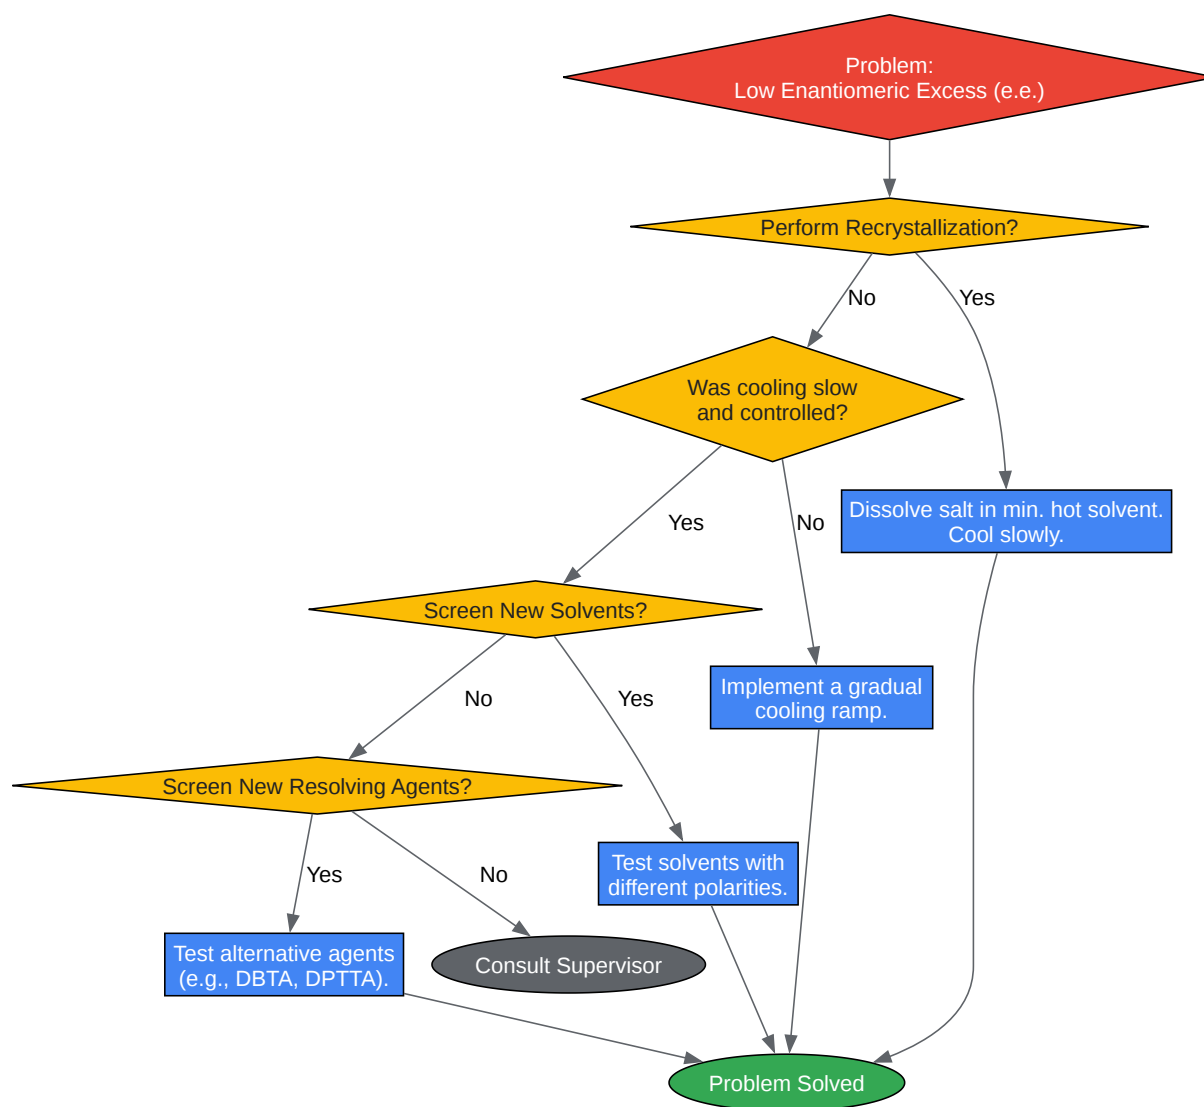 Problem:
Low Enantiomeric Excess (e.e.)
Perform Recrystallization?
No
Yes
Was cooling slow
and controlled?
Dissolve salt in min. hot solvent.
Cool slowly.
Yes
No
Screen New Solvents?
Implement a gradual
cooling ramp.
No
Yes
Screen New Resolving Agents?
Test solvents with
different polarities.
Yes
No
Test alternative agents
(e.g., DBTA, DPTTA).
Consult Supervisor
Problem Solved